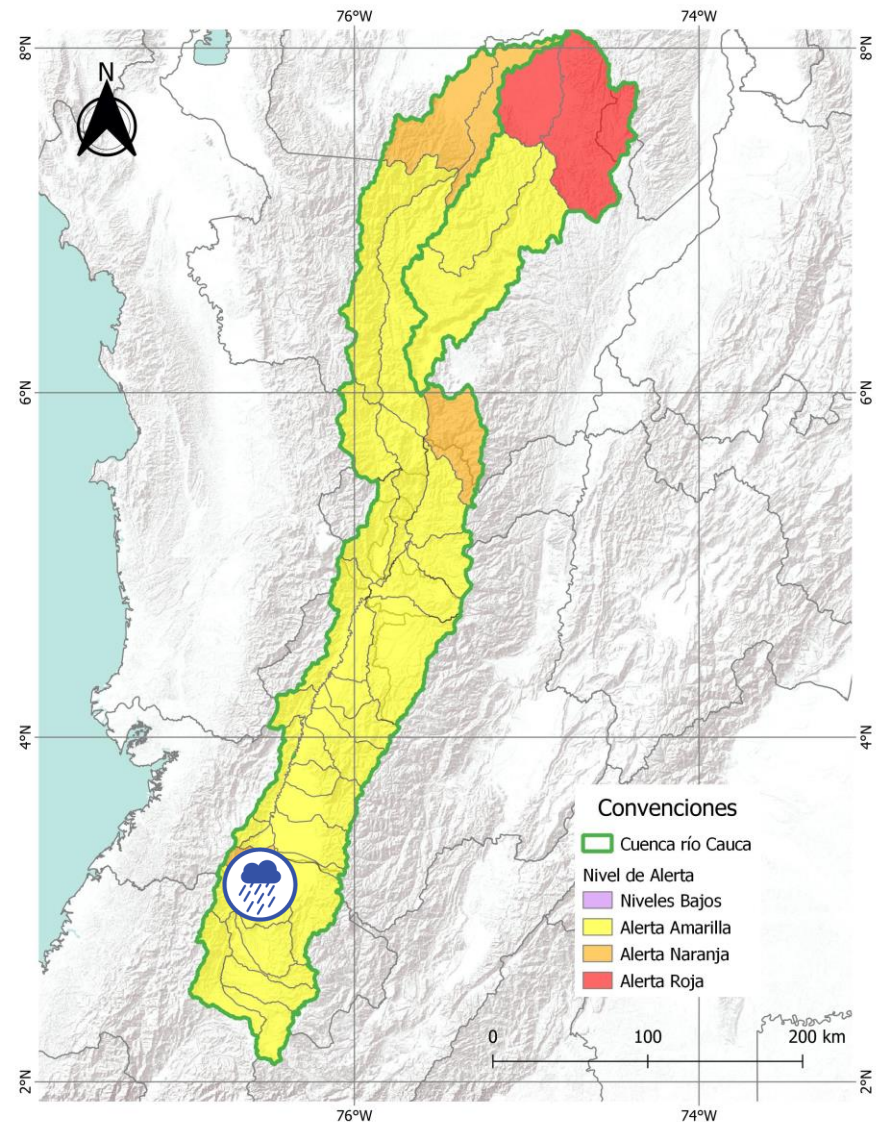 76°W 74°W
8°N 8°N
N
6°N 6°N
4°N 4°N
Convenciones
Cuenca río Cauca
Nivel de Alerta
Niveles Bajos
Alerta Amarilla
Alerta Naranja
Alerta Roja
0 100 200 km
2°N 2°N
76°W 74°W